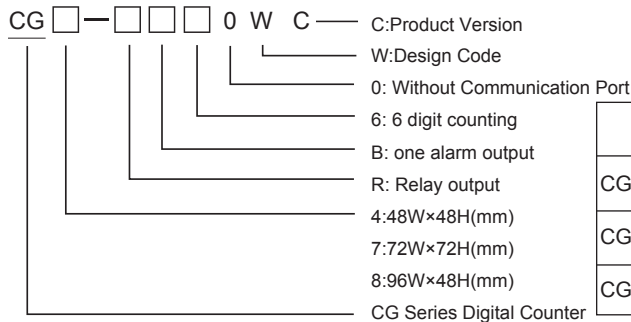 CG □-□□□ 0 W C
C:Product Version
W:Design Code
0: Without Communication Port
6: 6 digit counting
B: one alarm output
R: Relay output
4:48W×48H(mm)
7:72W×72H(mm)
8:96W×48H(mm)
CG Series Digital Counter
CG
CG
CG